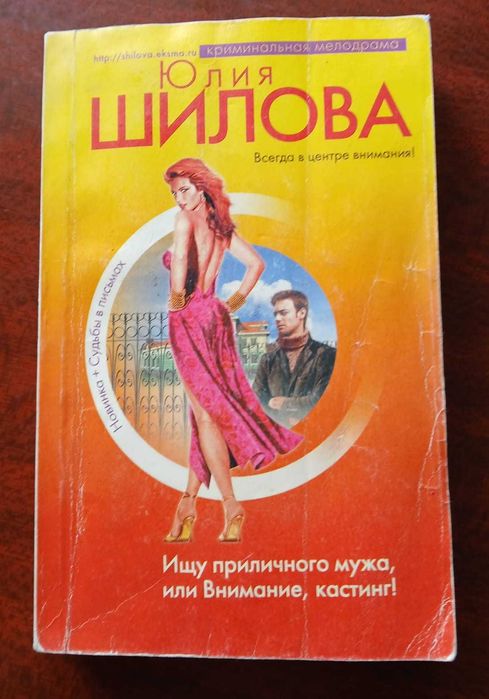 http://shilova.eksmo.ru криминальная мелодрама
Юлия
ШИЛОВА
Всегда в центре внимания!
Новинка + Судьбы в письмах
Ищу приличного мужа,
или Внимание, кастинг!